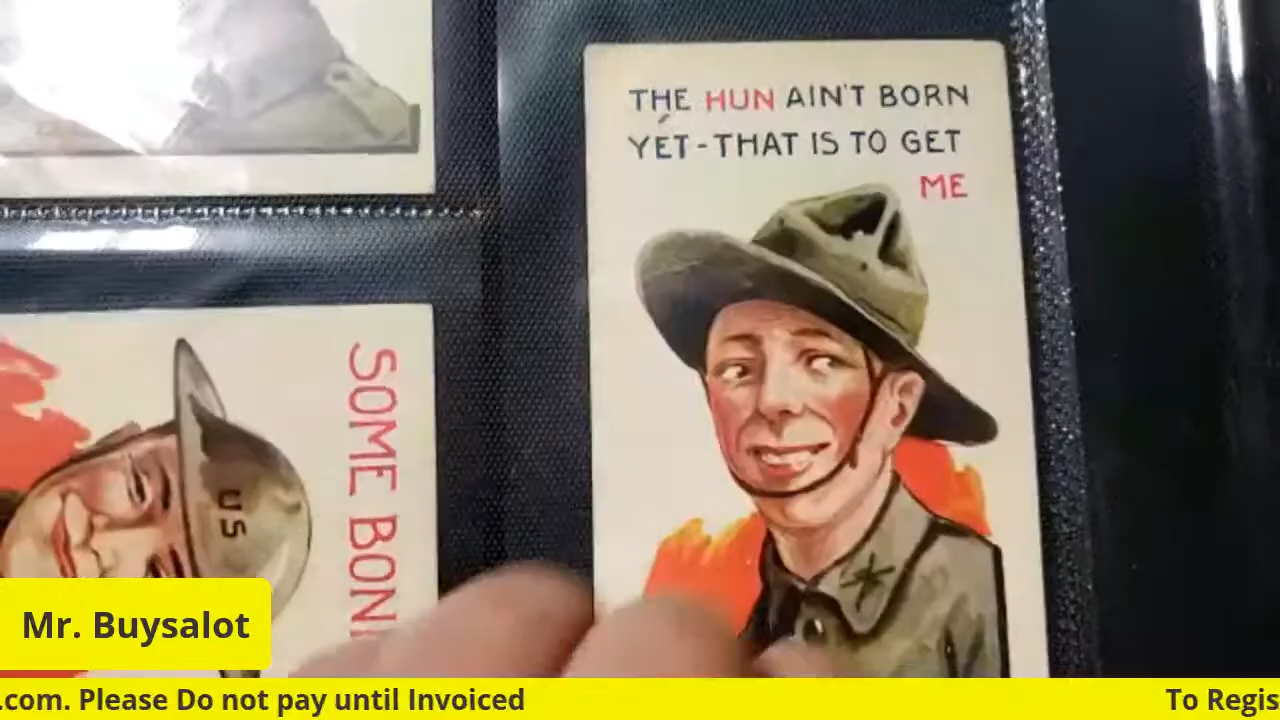 THE HUN AIN'T BORN
YET - THAT IS TO GET
ME
SOME
US
Mr. Buysalot
.com. Please Do not pay until Invoiced
To Regis